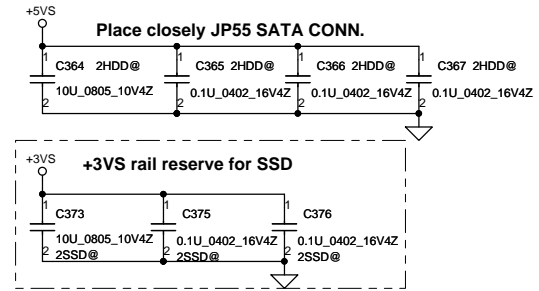 +5VS
Place closely JP55 SATA CONN.
1 1 1 1
C364 2HDD@ C365 2HDD@ C366 2HDD@ C367 2HDD@
10U_0805_10V4Z 0.1U_0402_16V4Z 0.1U_0402_16V4Z 0.1U_0402_16V4Z
2 2 2 2
+3VS
+3VS rail reserve for SSD
1 1 1
C373 C375 C376
10U_0805_10V4Z 0.1U_0402_16V4Z 0.1U_0402_16V4Z
2 2SSD@ 2 2SSD@ 2 2SSD@